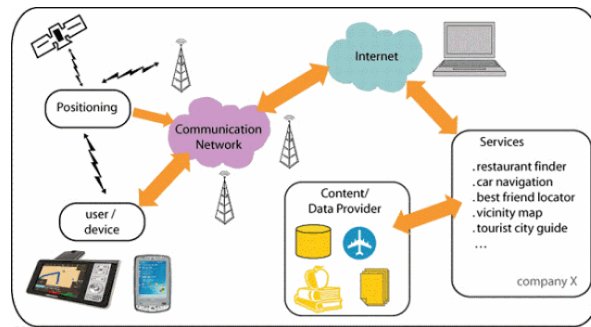 Internet
Positioning
Communication
Network
Services
.restaurant finder
.car navigation
.best friend locator
.vicinity map
.tourist city guide
...
company X
Content/
Data Provider
user /
device